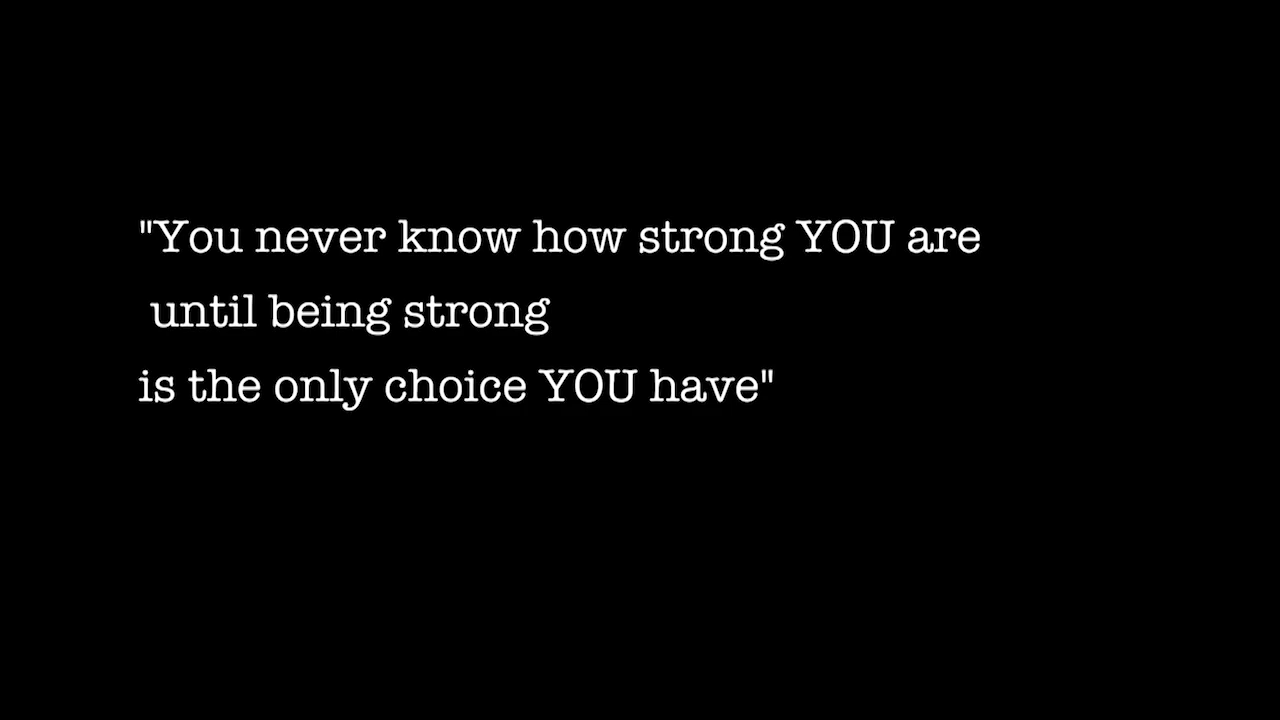 "You never know how strong YOU are
until being strong
is the only choice YOU have"